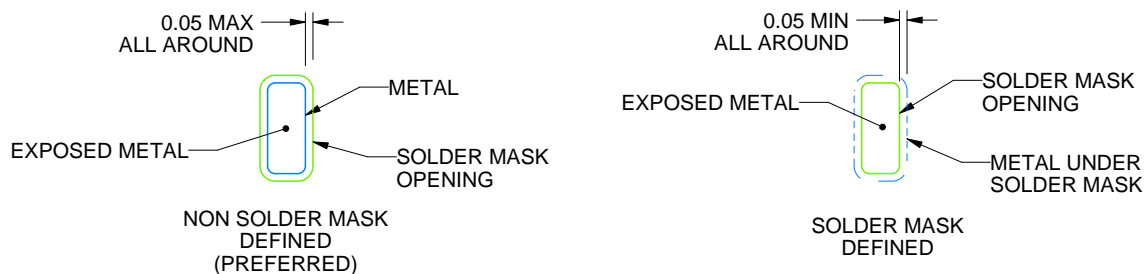 0.05 MAX
ALL AROUND
METAL
EXPOSED METAL
SOLDER MASK
OPENING
NON SOLDER MASK
DEFINED
(PREFERRED)
0.05 MIN
ALL AROUND
SOLDER MASK
OPENING
EXPOSED METAL
METAL UNDER
SOLDER MASK
SOLDER MASK
DEFINED